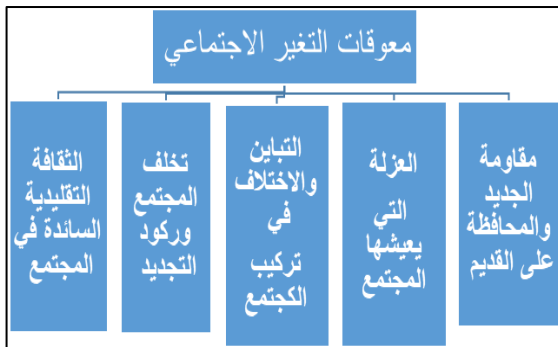 معوقات التغير الاجتماعي
مقاومة
الجديد
والمحافظة
على القديم
العزلة
التي
يعيشها
المجتمع
التباين
والاختلاف
في
تركيب
الكجتمع
تخلف
المجتمع
وركود
التجديد
الثقافة
التقليدية
السائدة في
المجتمع